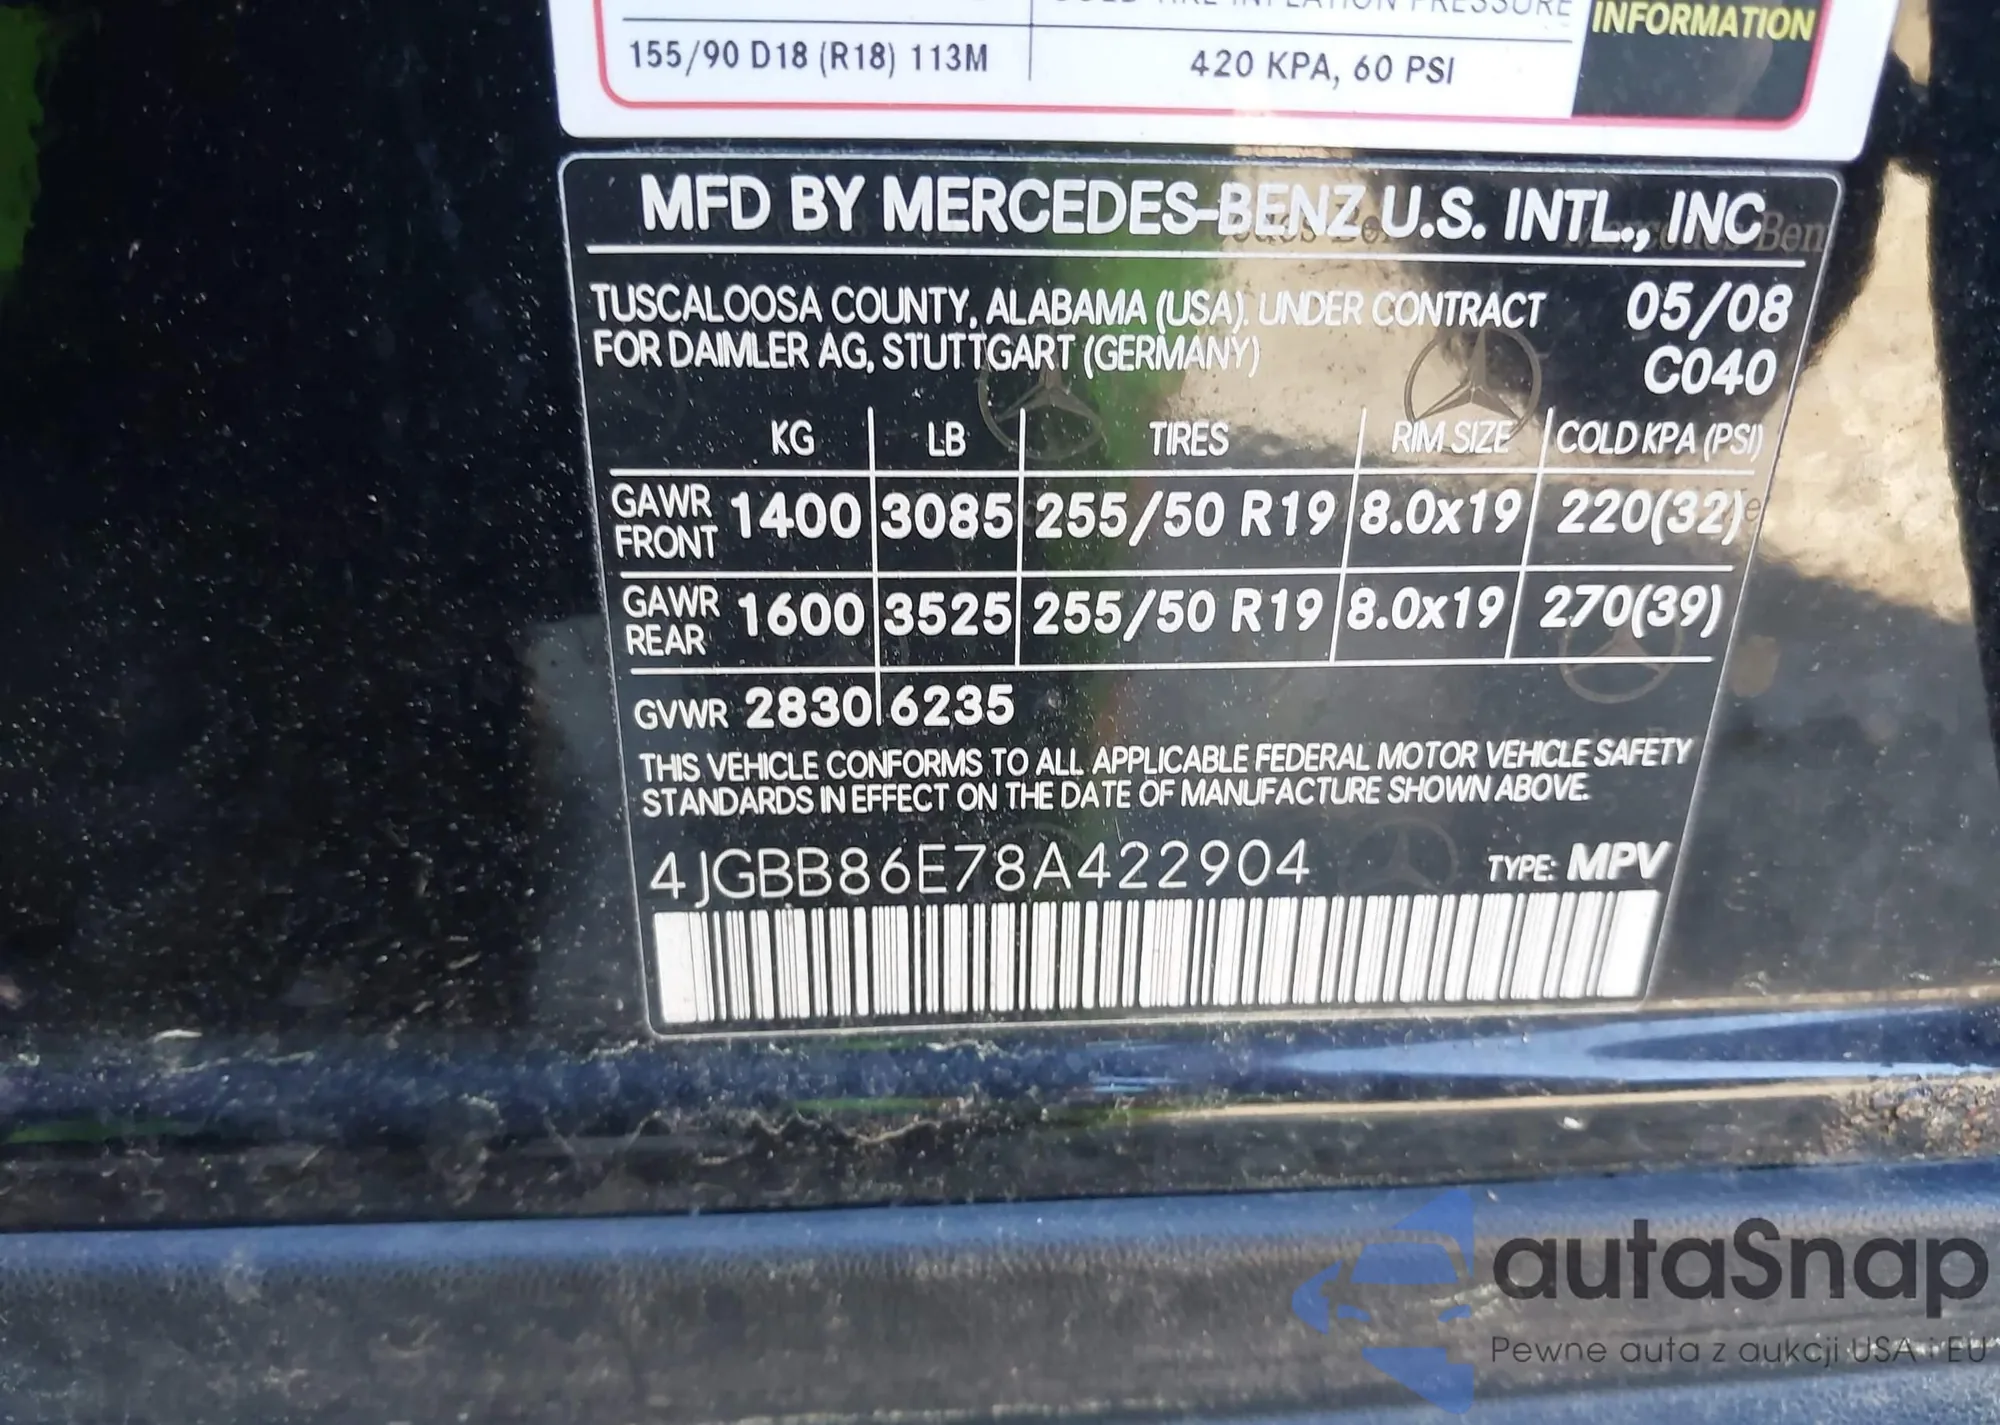 COLD TIRE INFLATION PRESSURE
INFORMATION
155/90 D18 (R18) 113M
420 KPA, 60 PSI
MFD BY MERCEDES-BENZ U.S. INTL., INC
TUSCALOOSA COUNTY, ALABAMA (USA), UNDER CONTRACT
FOR DAIMLER AG, STUTTGART (GERMANY)
05/08
C040
KG LB TIRES RIM SIZE COLD KPA (PSI)
GAWR FRONT 1400 3085 255/50 R19 8.0x19 220(32)
GAWR REAR 1600 3525 255/50 R19 8.0x19 270(39)
GVWR 2830 6235
THIS VEHICLE CONFORMS TO ALL APPLICABLE FEDERAL MOTOR VEHICLE SAFETY
STANDARDS IN EFFECT ON THE DATE OF MANUFACTURE SHOWN ABOVE.
4JGBB86E78A422904 TYPE: MPV
autaSnap
Pewne auta z aukcji USA i EU